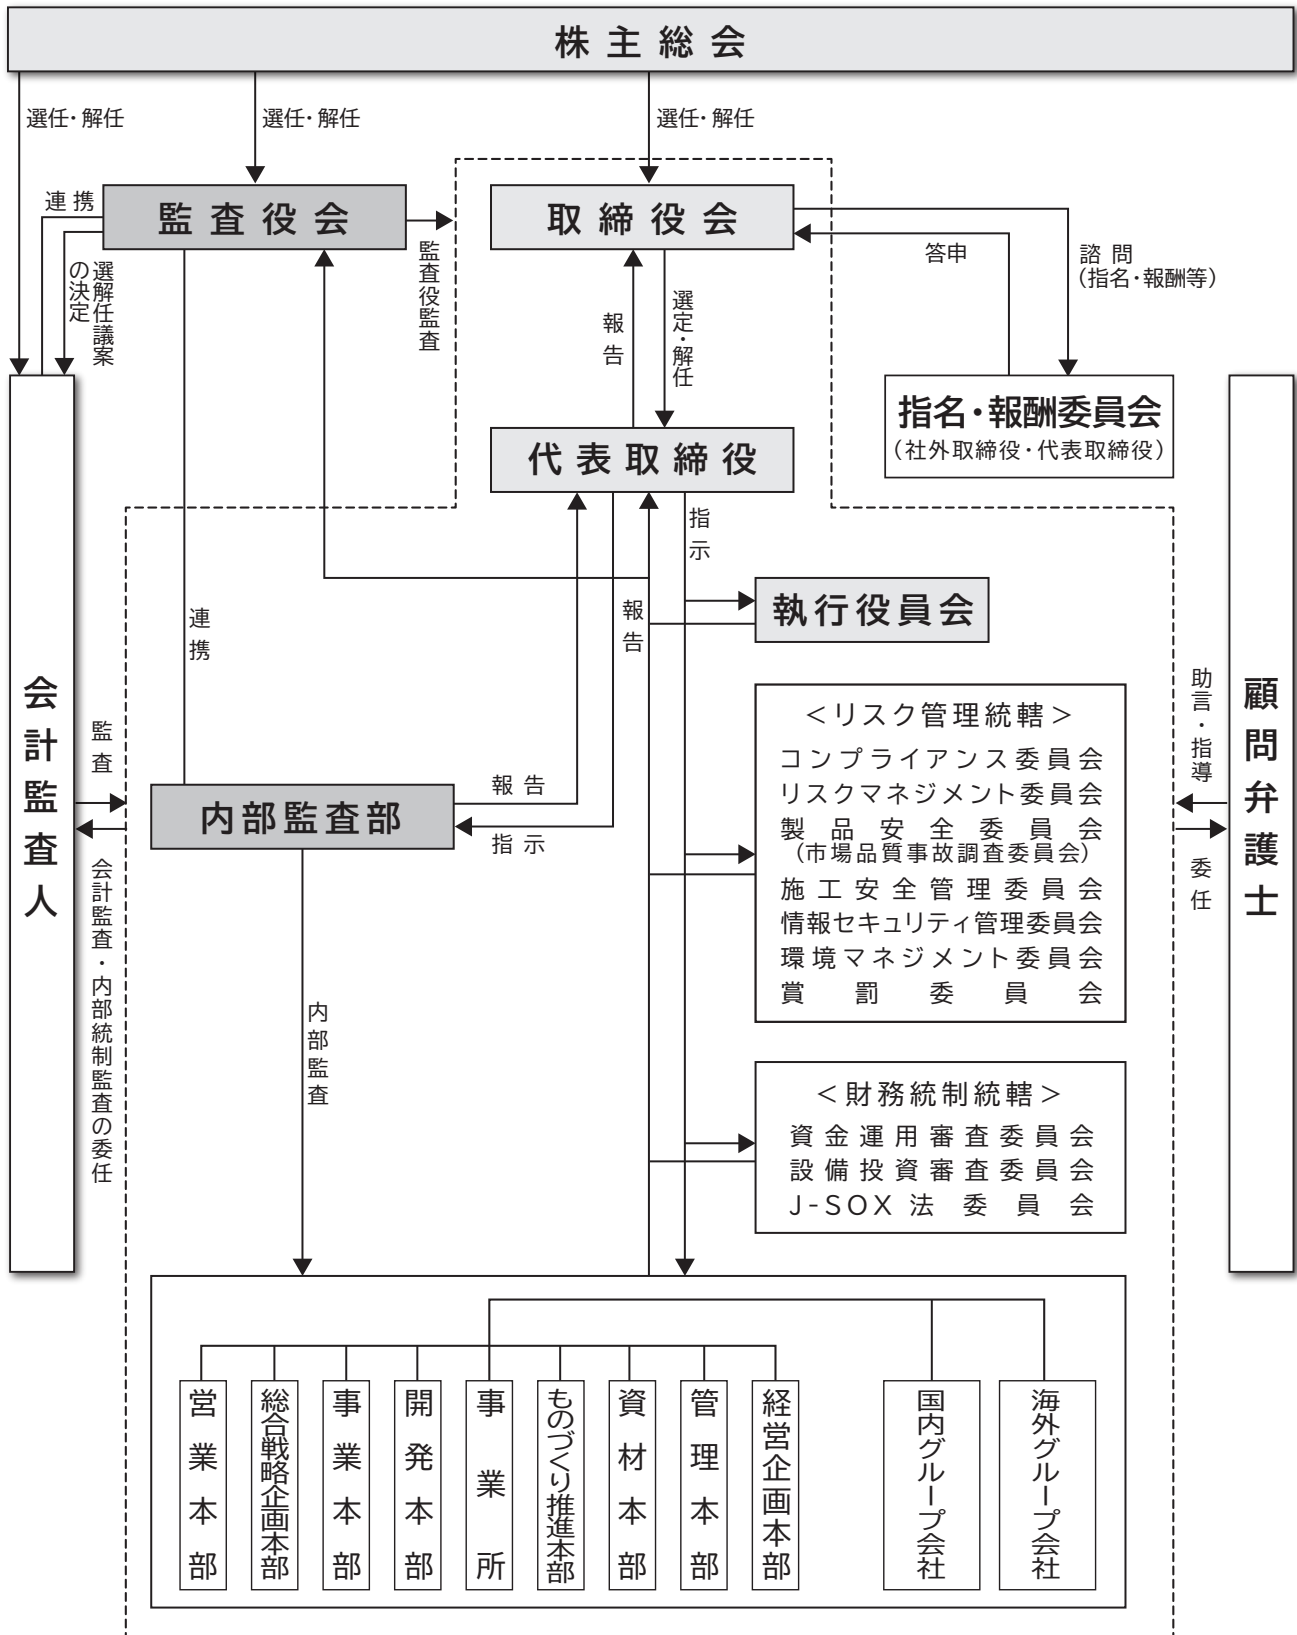 株主総会
選任・解任
選任・解任
選任・解任
連携
監査役会
取締役会
選解任議案
の決定
監査役監査
報告
選定・解任
答申
諮問
（指名・報酬等）
指名・報酬委員会
（社外取締役・代表取締役）
代表取締役
指示
執行役員会
報告
連携
会計監査人
監査
会計監査・内部統制監査の委任
内部監査部
報告
指示
内部監査
＜リスク管理統轄＞
コンプライアンス委員会
リスクマネジメント委員会
製品安全委員会
（市場品質事故調査委員会）
施工安全管理委員会
情報セキュリティ管理委員会
環境マネジメント委員会
賞罰委員会
＜財務統制統轄＞
資金運用審査委員会
設備投資審査委員会
J-SOX法委員会
助言・指導
委任
顧問弁護士
営業本部
総合戦略企画本部
事業本部
開発本部
事業所
ものづくり推進本部
資材本部
管理本部
経営企画本部
国内グループ会社
海外グループ会社